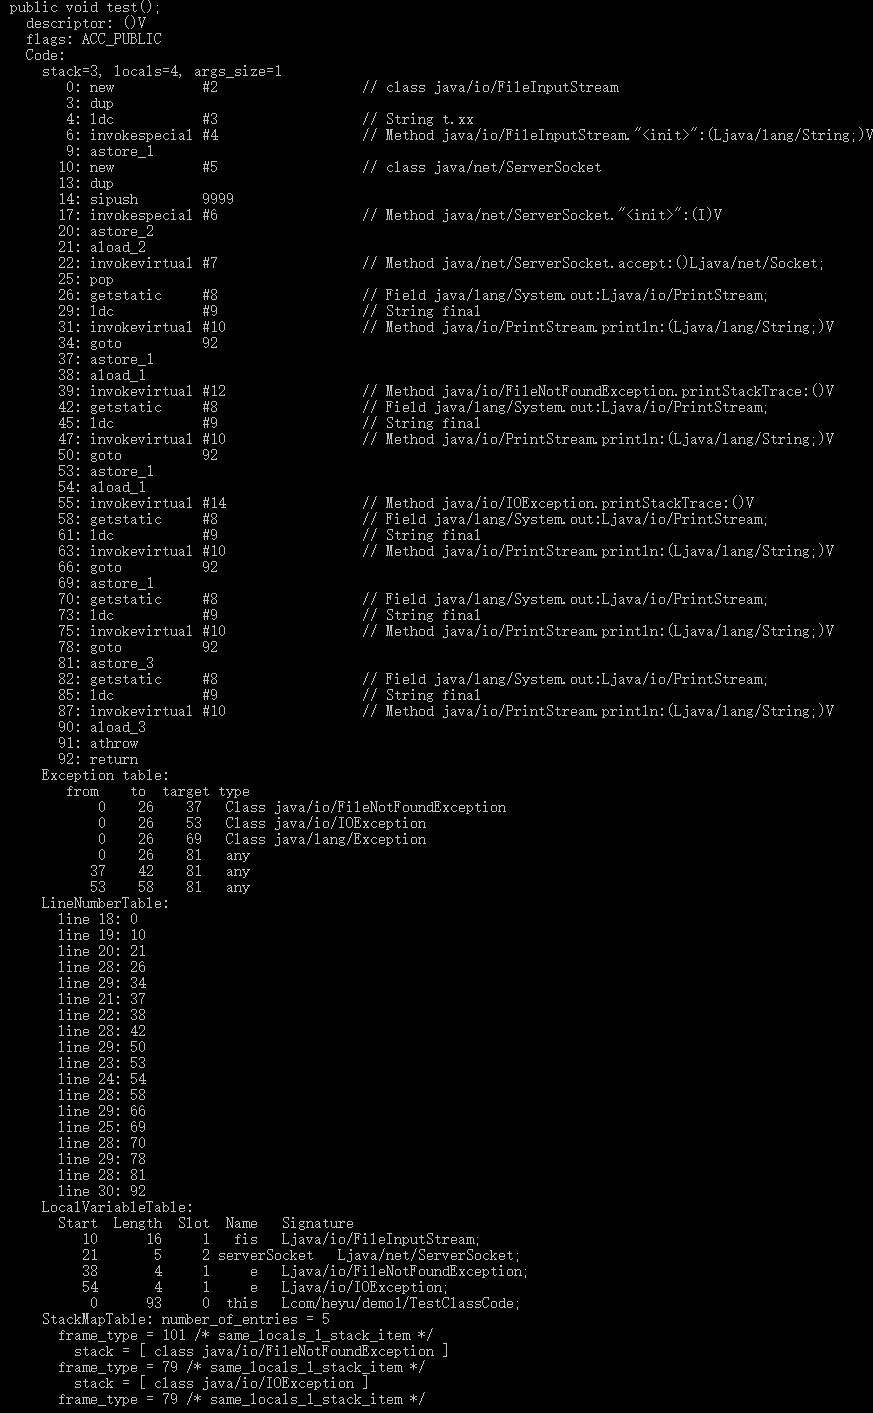 public void test();
descriptor: ()V
flags: ACC_PUBLIC
Code:
stack=3, locals=4, args_size=1
0: new #2 // class java/io/FileInputStream
3: dup
4: ldc #3 // String t.xx
6: invokespecial #4 // Method java/io/FileInputStream."<init>":(Ljava/lang/String;)V
9: astore_1
10: new #5 // class java/net/ServerSocket
13: dup
14: sipush 9999
17: invokespecial #6 // Method java/net/ServerSocket."<init>":(I)V
20: astore_2
21: aload_2
22: invokevirtual #7 // Method java/net/ServerSocket.accept:()Ljava/net/Socket;
25: pop
26: getstatic #8 // Field java/lang/System.out:Ljava/io/PrintStream;
29: ldc #9 // String final
31: invokevirtual #10 // Method java/io/PrintStream.println:(Ljava/lang/String;)V
34: goto 92
37: astore_1
38: aload_1
39: invokevirtual #12 // Method java/io/FileNotFoundException.printStackTrace:()V
42: getstatic #8 // Field java/lang/System.out:Ljava/io/PrintStream;
45: ldc #9 // String final
47: invokevirtual #10 // Method java/io/PrintStream.println:(Ljava/lang/String;)V
50: goto 92
53: astore_1
54: aload_1
55: invokevirtual #14 // Method java/io/IOException.printStackTrace:()V
58: getstatic #8 // Field java/lang/System.out:Ljava/io/PrintStream;
61: ldc #9 // String final
63: invokevirtual #10 // Method java/io/PrintStream.println:(Ljava/lang/String;)V
66: goto 92
69: astore_1
70: getstatic #8 // Field java/lang/System.out:Ljava/io/PrintStream;
73: ldc #9 // String final
75: invokevirtual #10 // Method java/io/PrintStream.println:(Ljava/lang/String;)V
78: goto 92
81: astore_3
82: getstatic #8 // Field java/lang/System.out:Ljava/io/PrintStream;
85: ldc #9 // String final
87: invokevirtual #10 // Method java/io/PrintStream.println:(Ljava/lang/String;)V
90: aload_3
91: athrow
92: return
Exception table:
from to target type
0 26 37 Class java/io/FileNotFoundException
0 26 53 Class java/io/IOException
0 26 69 Class java/lang/Exception
0 26 81 any
37 42 81 any
53 58 81 any
LineNumberTable:
line 18: 0
line 19: 10
line 20: 21
line 28: 26
line 29: 34
line 21: 37
line 22: 38
line 28: 42
line 29: 50
line 23: 53
line 24: 54
line 28: 58
line 29: 66
line 25: 69
line 28: 70
line 29: 78
line 28: 81
line 30: 92
LocalVariableTable:
Start Length Slot Name Signature
10 16 1 fis Ljava/io/FileInputStream;
21 5 2 serverSocket Ljava/net/ServerSocket;
38 4 1 e Ljava/io/FileNotFoundException;
54 4 1 e Ljava/io/IOException;
0 93 0 this Lcom/heyu/demo1/TestClassCode;
StackMapTable: number_of_entries = 5
frame_type = 101 /* same_locals_1_stack_item */
stack = [ class java/io/FileNotFoundException ]
frame_type = 79 /* same_locals_1_stack_item */
stack = [ class java/io/IOException ]
frame_type = 79 /* same_locals_1_stack_item */